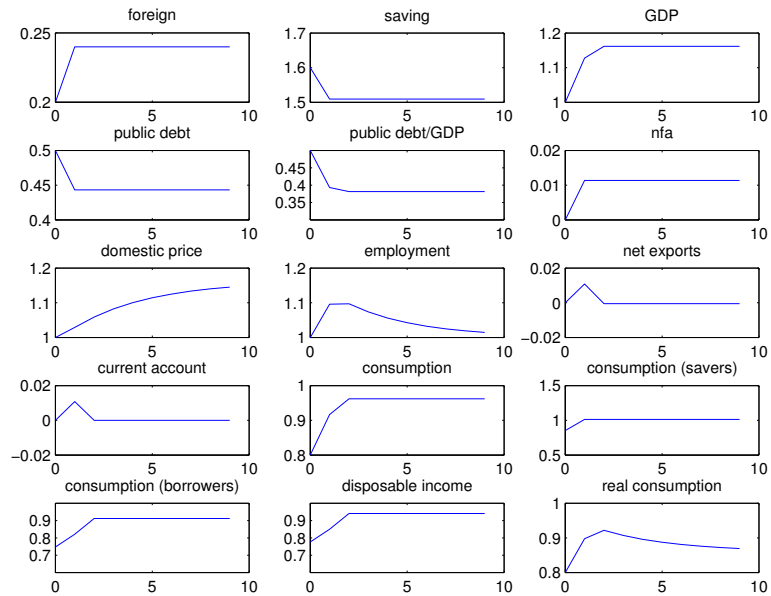 foreign saving GDP
0.25 1.7 1.2
1.6 1.1
0.2 1.5 1
0 5 10 0 5 10 0 5 10
public debt public debt/GDP nfa
0.5 0.02
0.4
0.45 0.4 0.01
0.3
0.4 0
0 5 10 0 5 10 0 5 10
domestic price employment net exports
1.2 1.2 0.02
1.1 1.1 0
1 1 −0.02
0 5 10 0 5 10 0 5 10
current account consumption consumption (savers)
0.02 1 1.5
0 0.9 1
−0.02 0.8 0.5
0 5 10 0 5 10 0 5 10
consumption (borrowers) disposable income real consumption
1
0.9 0.9
0.8 0.8 0.9
0.7 0.7
0.8
0 5 10 0 5 10 0 5 10